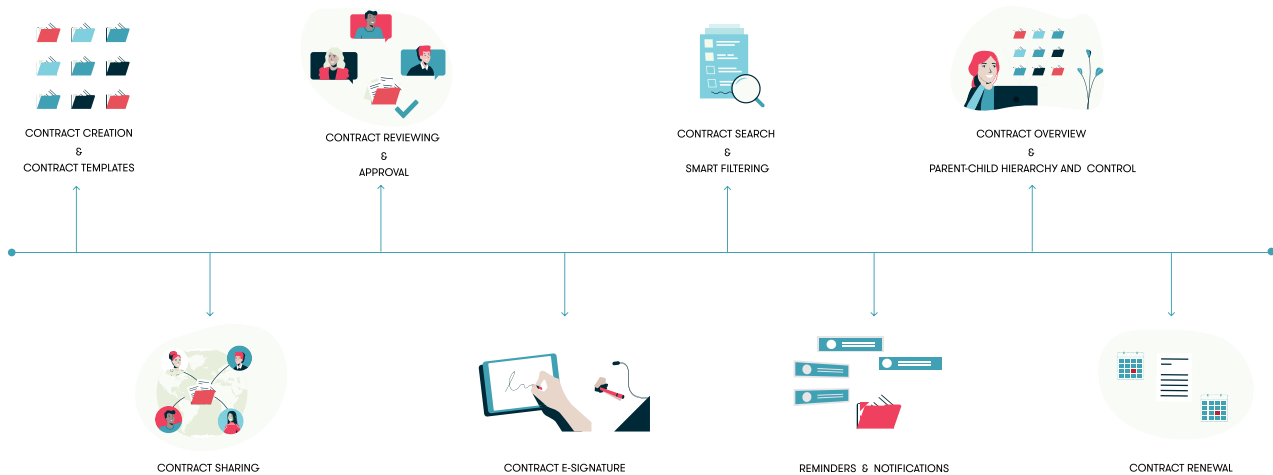 CONTRACT CREATION
&
CONTRACT TEMPLATES
CONTRACT REVIEWING
&
APPROVAL
CONTRACT SEARCH
&
SMART FILTERING
CONTRACT OVERVIEW
&
PARENT-CHILD HIERARCHY AND CONTROL
CONTRACT SHARING
CONTRACT E-SIGNATURE
REMINDERS & NOTIFICATIONS
CONTRACT RENEWAL